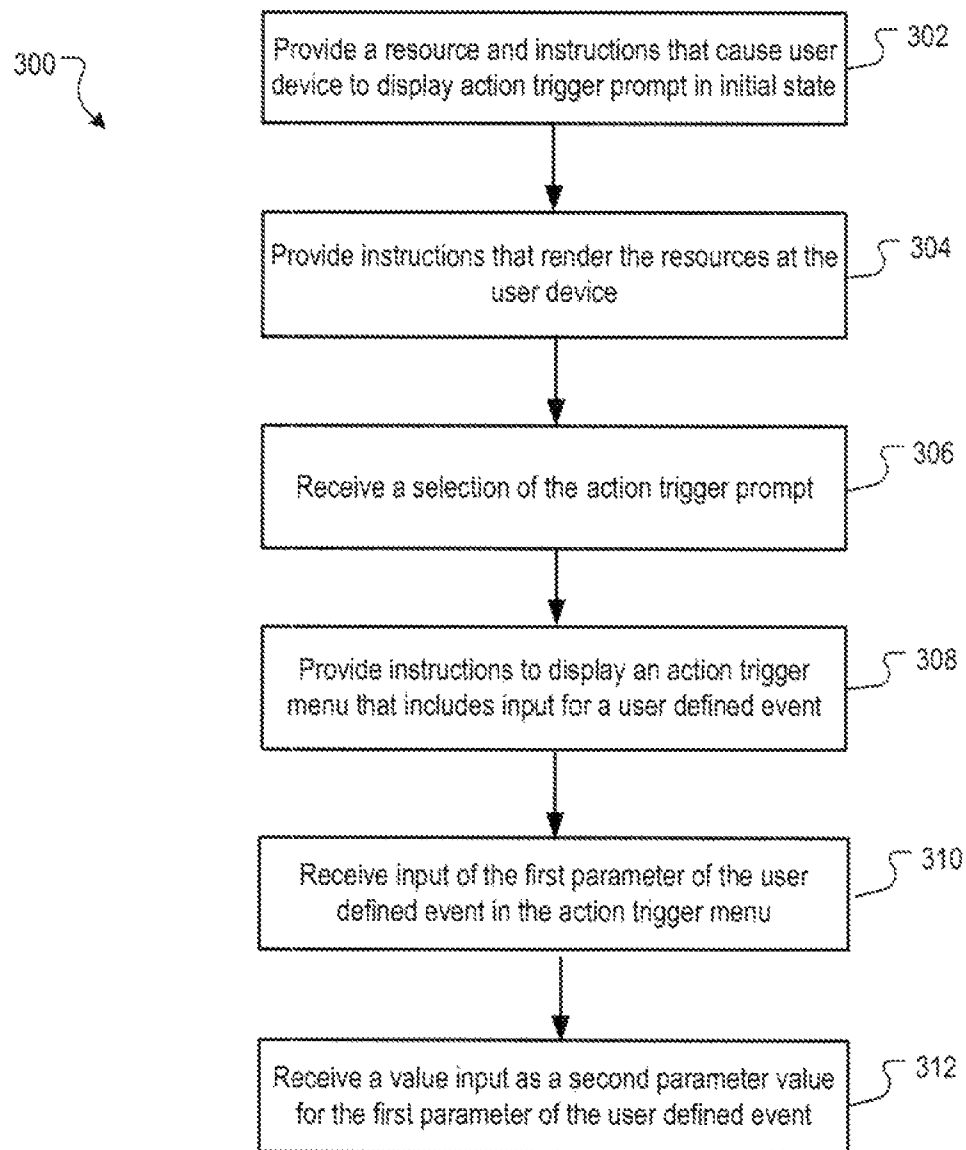 300
Provide a resource and instructions that cause user
device to display action trigger prompt in initial state
302
Provide instructions that render the resources at the
user device
304
Receive a selection of the action trigger prompt
306
Provide instructions to display an action trigger
menu that includes input for a user defined event
308
Receive input of the first parameter of the user
defined event in the action trigger menu
310
Receive a value input as a second parameter value
for the first parameter of the user defined event
312